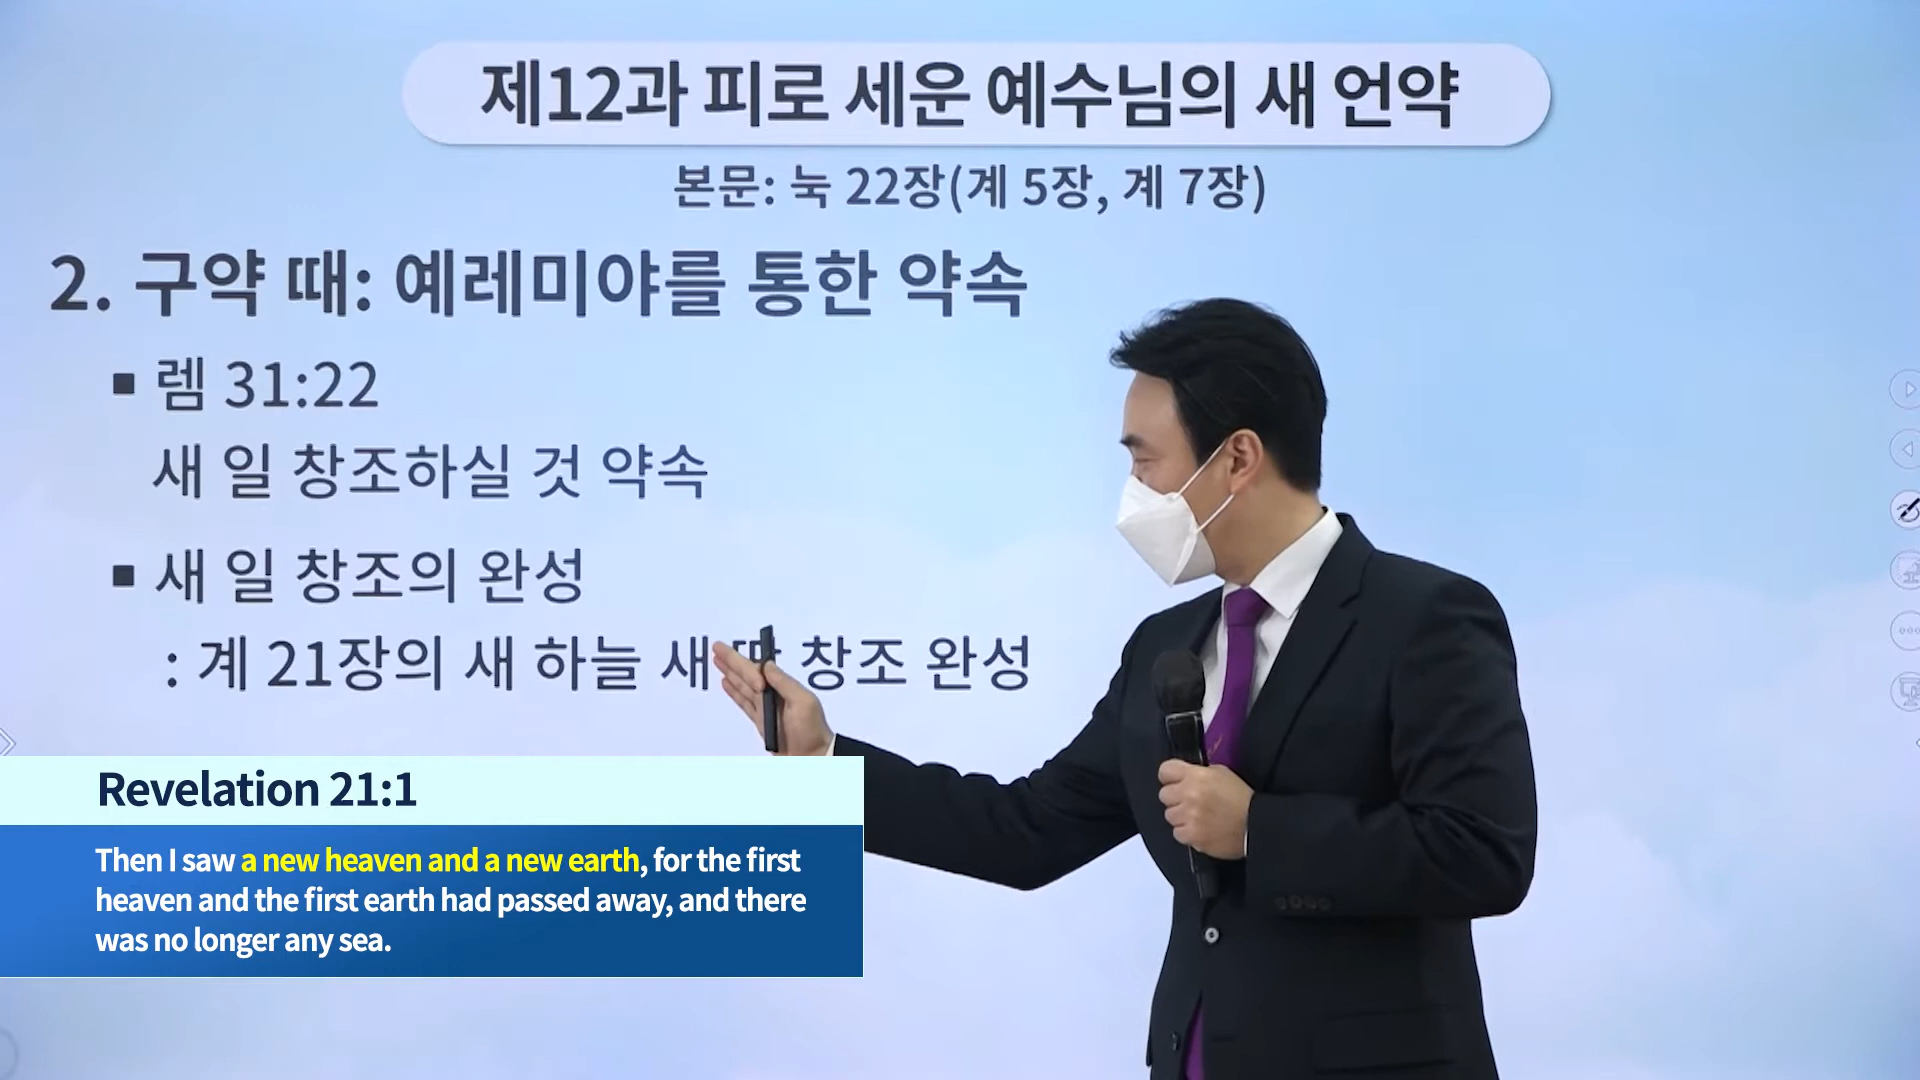 제12과 피로 세운 예수님의 새 언약
본문: 눅 22장(계 5장, 계 7장)
2. 구약 때: 예레미야를 통한 약속
▪ 렘 31:22
새 일 창조하실 것 약속
▪ 새 일 창조의 완성
: 계 21장의 새 하늘 새 창조 완성
Revelation 21:1
Then I saw a new heaven and a new earth, for the first
heaven and the first earth had passed away, and there
was no longer any sea.